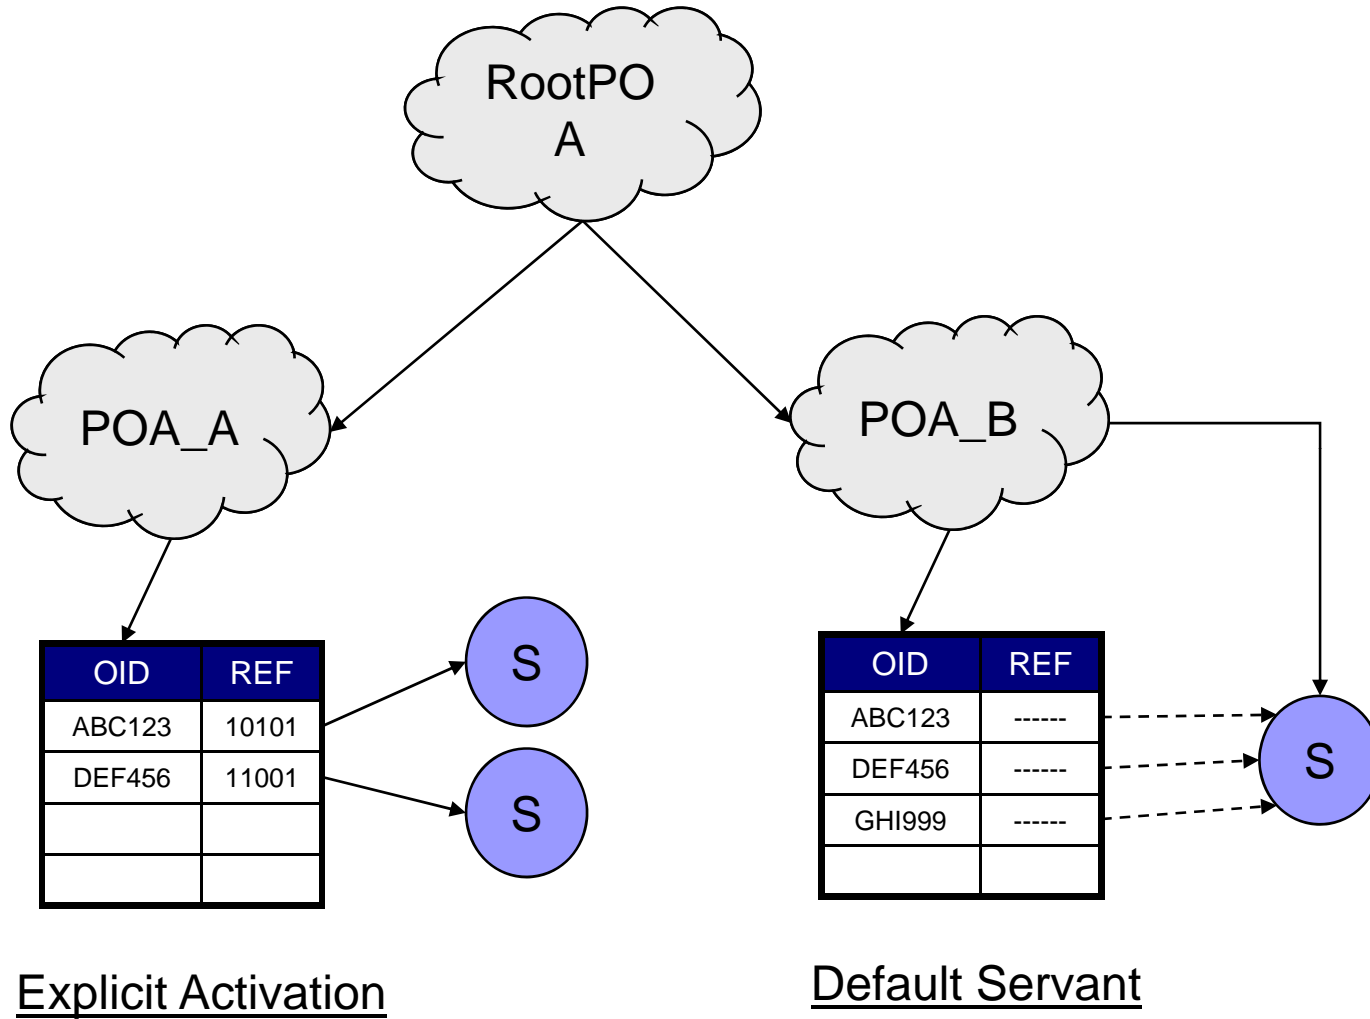 RootPO
A
POA_A
POA_B
OID REF
ABC123 10101
DEF456 11001
S
S
OID REF
ABC123 ------
DEF456 ------
GHI999 ------
S
Explicit Activation
Default Servant